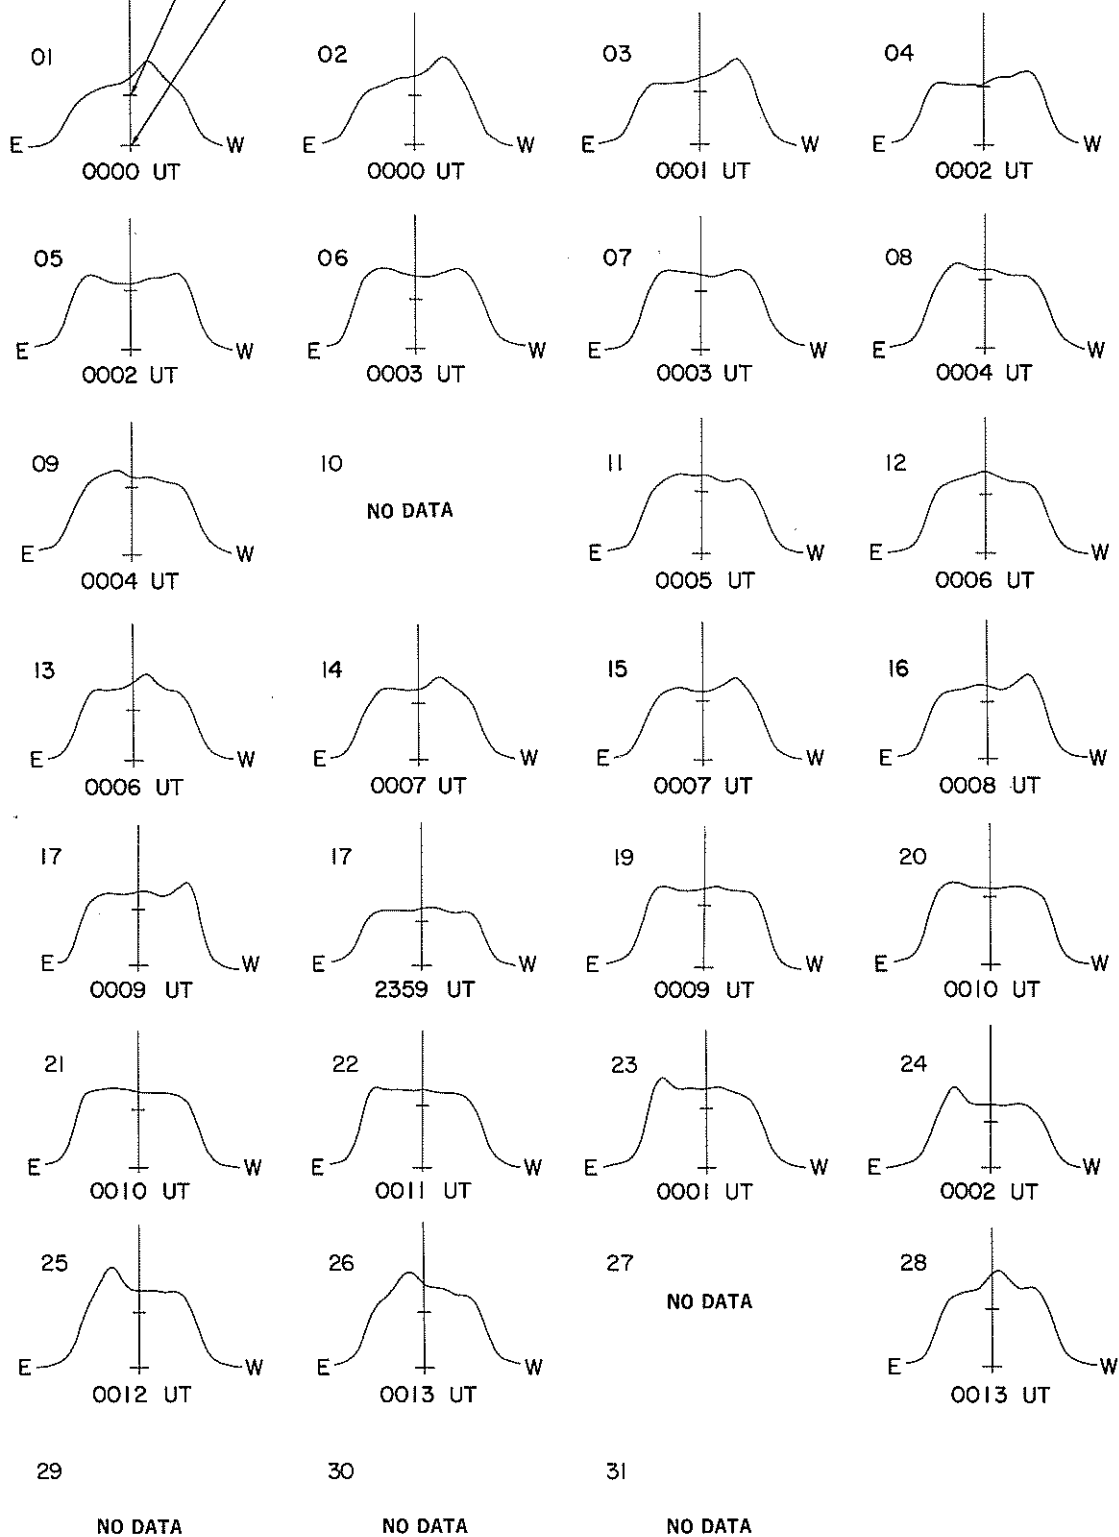 01 02 03 04
E W E W E W E W
0000 UT 0000 UT 0001 UT 0002 UT
05 06 07 08
E W E W E W E W
0002 UT 0003 UT 0003 UT 0004 UT
09 10 11 12
NO DATA
E W E W E W
0004 UT 0005 UT 0006 UT
13 14 15 16
E W E W E W E W
0006 UT 0007 UT 0007 UT 0008 UT
17 17 19 20
E W E W E W E W
0009 UT 2359 UT 0009 UT 0010 UT
21 22 23 24
E W E W E W E W
0010 UT 0011 UT 0001 UT 0002 UT
25 26 27 28
NO DATA
E W E W E W
0012 UT 0013 UT 0013 UT
29 30 31
NO DATA NO DATA NO DATA